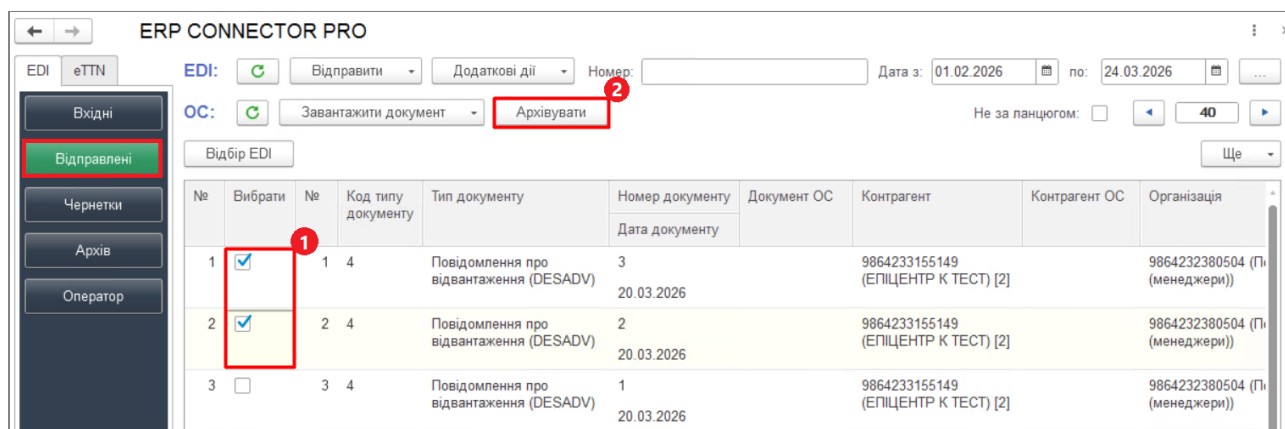 ERP CONNECTOR PRO
EDI eTTN
EDI: Відправити Додаткові дії Номер: Дата з: 01.02.2026 по: 24.03.2026 ...
2
ОС: Завантажити документ Архівувати Не за ланцюгом: 40
Відбір EDI Ще
Вхідні
Відправлені
Чернетки
Архів
Оператор
№ Вибрати № Код типу Тип документу Номер документу Документ ОС Контрагент Контрагент ОС Організація
документу
Дата документу
1
1 1 4 Повідомлення про 3 9864233155149 9864232380504
відвантаження (DESADV) (ЕПІЦЕНТР К ТЕСТ) [2] (менеджери))
20.03.2026
2 2 4 Повідомлення про 2 9864233155149 9864232380504
відвантаження (DESADV) (ЕПІЦЕНТР К ТЕСТ) [2] (менеджери))
20.03.2026
3 3 4 Повідомлення про 1 9864233155149 9864232380504
відвантаження (DESADV) (ЕПІЦЕНТР К ТЕСТ) [2] (менеджери))
20.03.2026